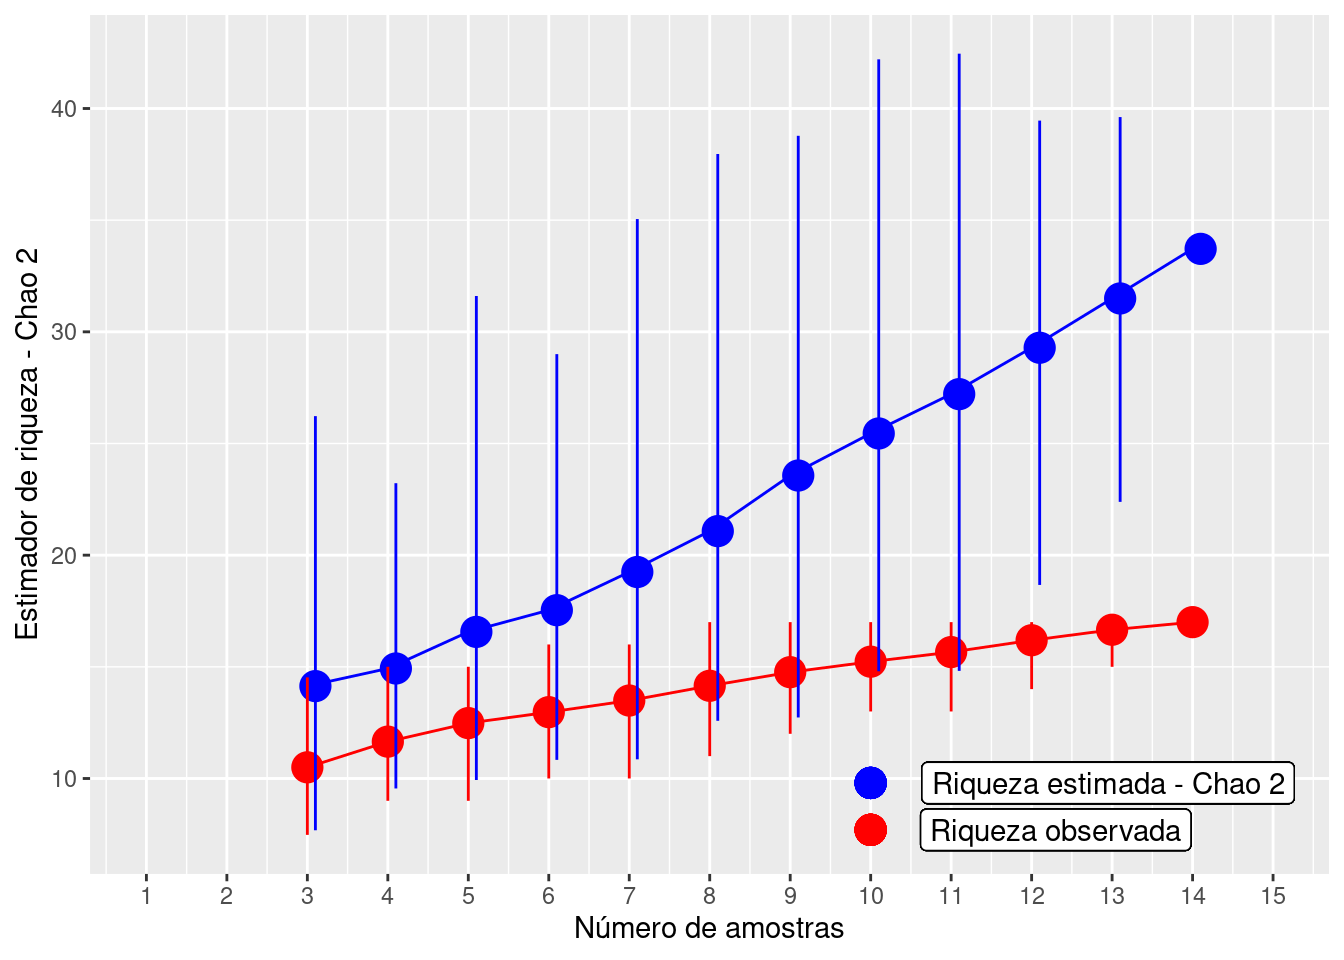 Estimador de riqueza - Chao 2
40
30
20
10
Riqueza estimada - Chao 2
Riqueza observada
1 2 3 4 5 6 7 8 9 10 11 12 13 14 15
Número de amostras